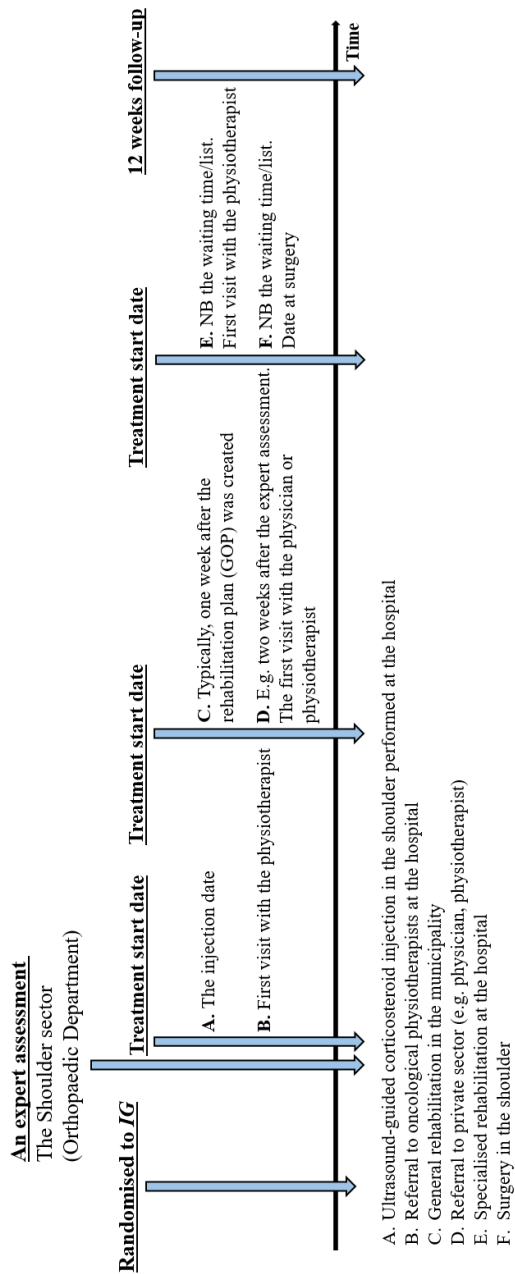 An expert assessment
The Shoulder sector
(Orthopaedic Department)
Randomised to IG
Treatment start date
Treatment start date
Treatment start date
12 weeks follow-up
A. The injection date
B. First visit with the physiotherapist
C. Typically, one week after the
rehabilitation plan (GOP) was created
D. E.g. two weeks after the expert assessment.
The first visit with the physician or
physiotherapist
E. NB the waiting time/list.
First visit with the physiotherapist
F. NB the waiting time/list.
Date at surgery
Time
A. Ultrasound-guided corticosteroid injection in the shoulder performed at the hospital
B. Referral to oncological physiotherapists at the hospital
C. General rehabilitation in the municipality
D. Referral to private sector (e.g. physician, physiotherapist)
E. Specialised rehabilitation at the hospital
F. Surgery in the shoulder